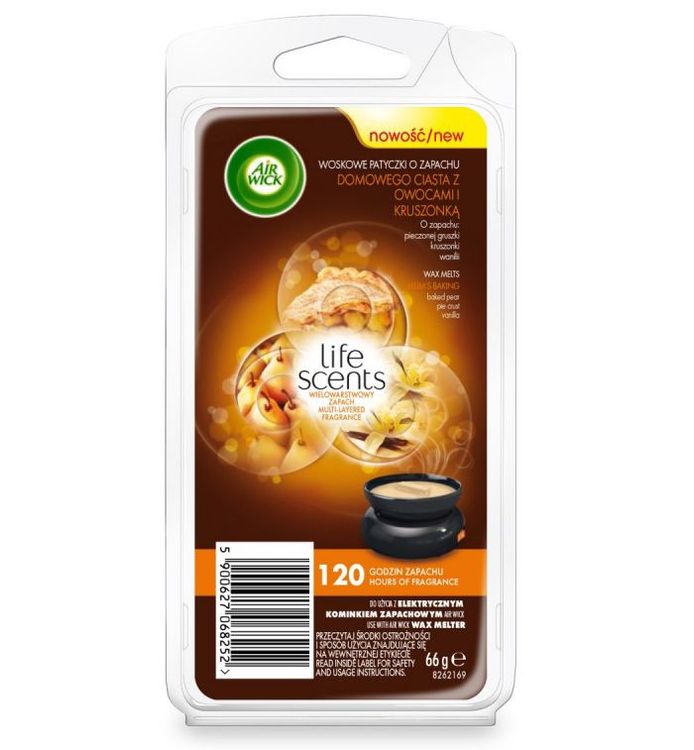 nowość/new
AIR
WICK
WOSKOWE PATYCZKI O ZAPACHU
DOMOWEGO CIASTA Z
OWOCAMI I
KRUSZONKĄ
O zapachu:
pieczonej gruszki
kruszonki
wanilii
WAX MELTS
MUM'S BAKING
baked pear
pie crust
vanilla
life
scents
WIELOWARSTWOWY
ZAPACH
MULTI-LAYERED
FRAGRANCE
120 GODZIN ZAPACHU
HOURS OF FRAGRANCE
DO UŻYCIA Z ELEKTRYCZNYM
KOMINKIEM ZAPACHOWYM AIR WICK
USE WITH AIR WICK WAX MELTER
PRZECZYTAJ ŚRODKI OSTROŻNOŚCI
I SPOSÓB UŻYCIA ZNAJDUJĄCE SIĘ
NA WEWNĘTRZNEJ ETYKIECIE
READ INSIDE LABEL FOR SAFETY
AND USAGE INSTRUCTIONS.
66 g e
8262169
5 900627 068252 >